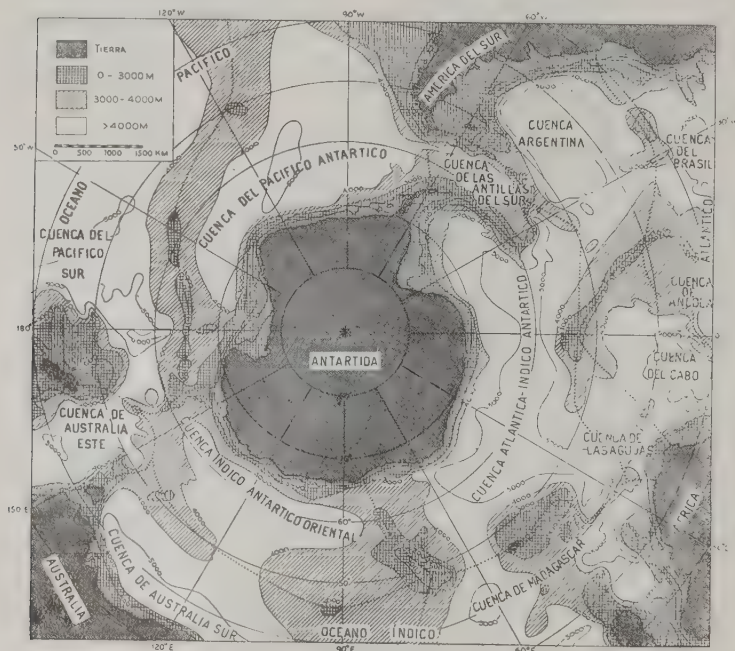 120° W
90° W
60° W
TIERRA
0 - 3000 M
3000 - 4000 M
>4000M
0 500 1000 1500 KM
PACIFICO
AMERICA DEL SUR
CUENCA
ARGENTINA
CUENCA
DEL
BRASIL
ATLANTICO
CUENCA
DE LAS
ANTILLAS
DEL SUR
CUENCA DEL PACIFICO ANTARTICO
OCEANO
CUENCA DEL
PACIFICO
SUR
180°
ANTARTIDA
CUENCA
DE
ANGOLA
0°
CUENCA
DEL CABO
CUENCA ATLANTICA-INDICO ANTARTICO
CUENCA DE
AUSTRALIA
ESTE
CUENCA DE
LAS AGUJAS
CUENCA INDICO ANTARTICO ORIENTAL
60°
150° E
AUSTRALIA
CUENCA DE AUSTRALIA SUR
CUENCA DE MADAGASCAR
OCEANO INDICO
120° E
90° E
60° E